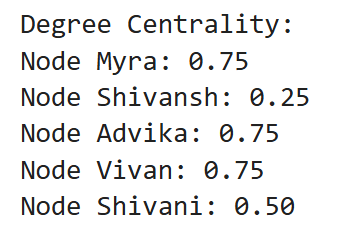 Degree Centrality:
Node Myra: 0.75
Node Shivansh: 0.25
Node Advika: 0.75
Node Vivan: 0.75
Node Shivani: 0.50